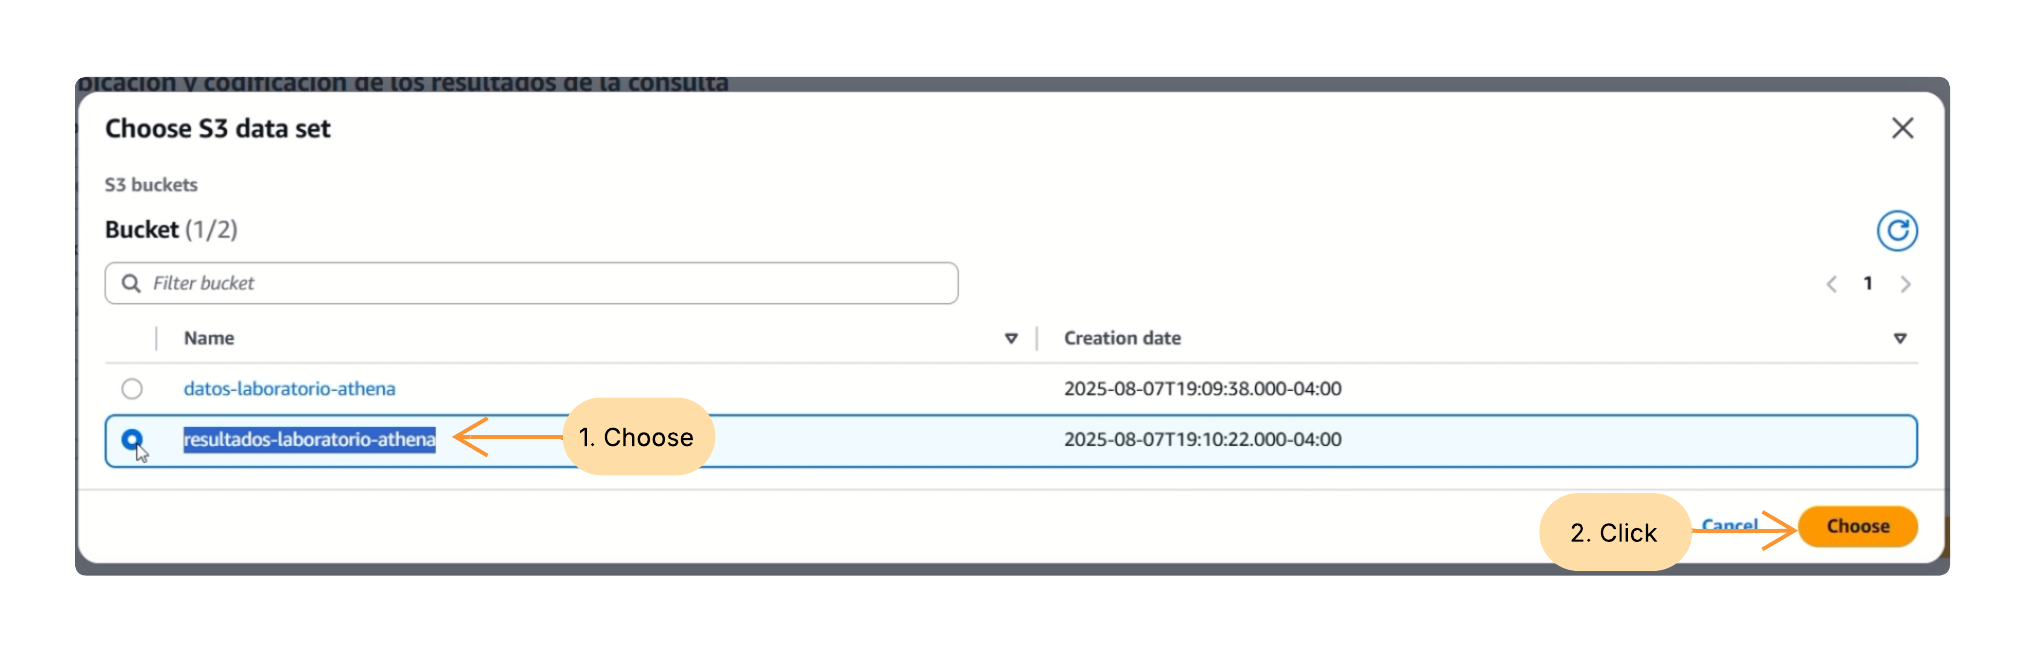 bicación y codificación de los resultados de la consulta
Choose S3 data set
S3 buckets
Bucket (1/2)
Filter bucket
1
Name
Creation date
datos-laboratorio-athena
2025-08-07T19:09:38.000-04:00
resultados-laboratorio-athena
1. Choose
2025-08-07T19:10:22.000-04:00
2. Click
Cancel
Choose